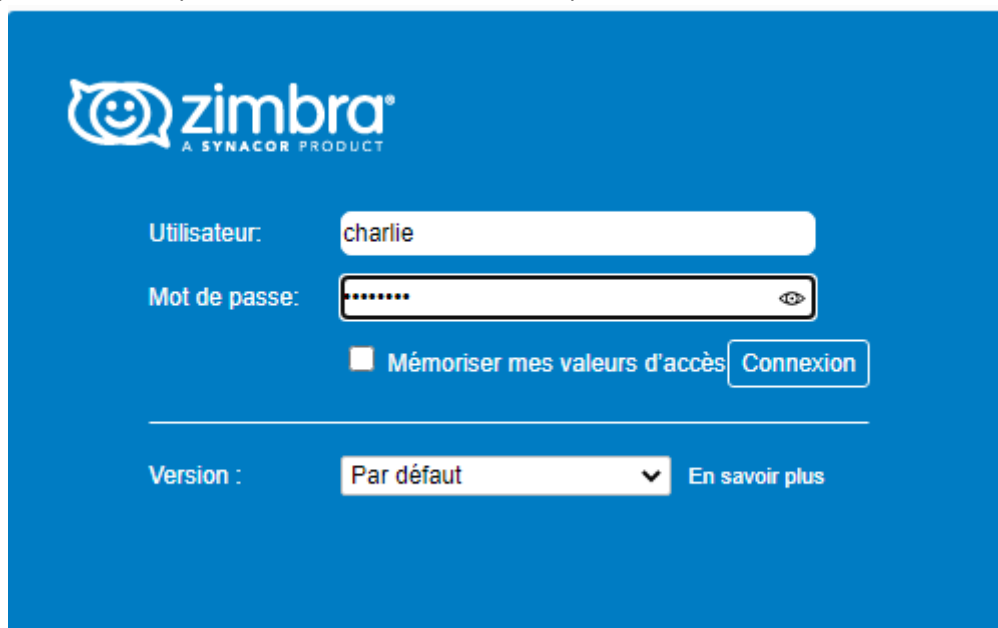 zimbra®
A SYNACOR PRODUCT
Utilisateur: charlie
Mot de passe: ••••••••
Mémoriser mes valeurs d'accès Connexion
Version : Par défaut En savoir plus